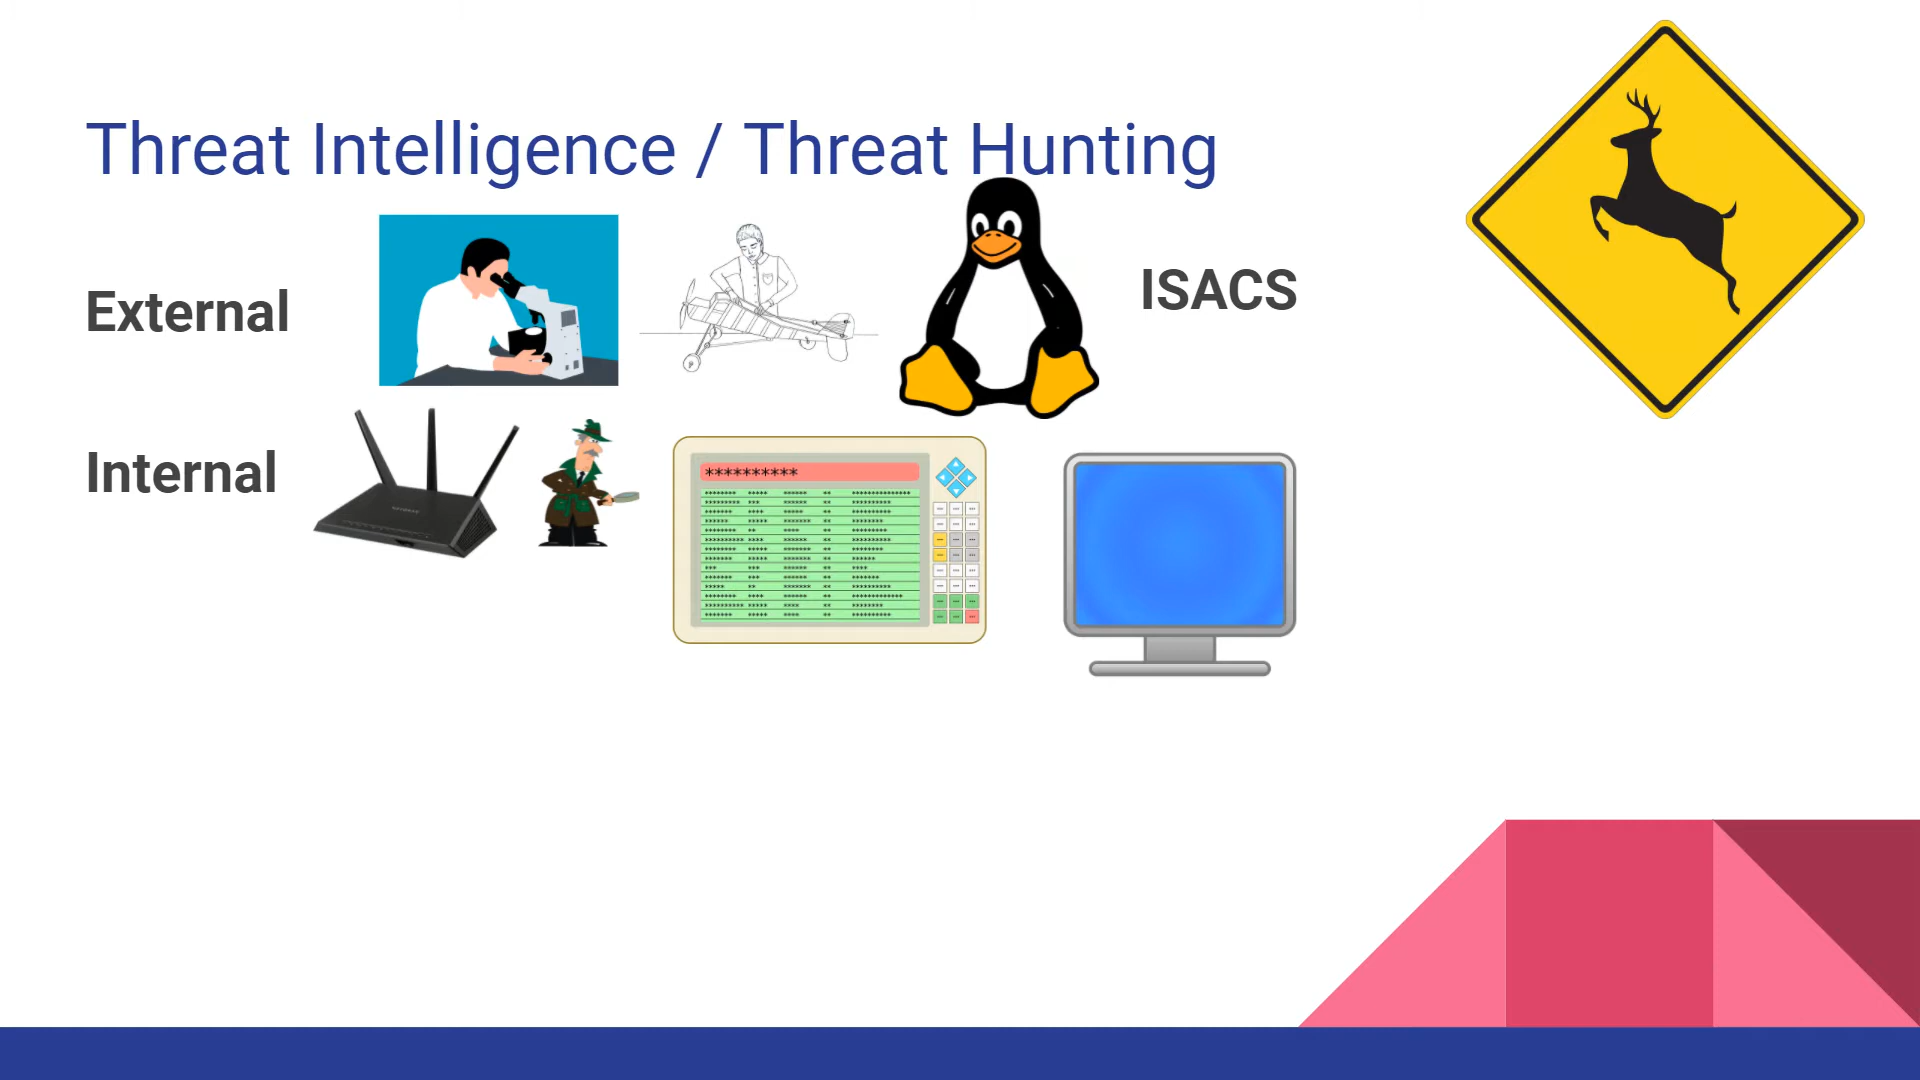 Threat Intelligence / Threat Hunting
External
ISACS
Internal
**********